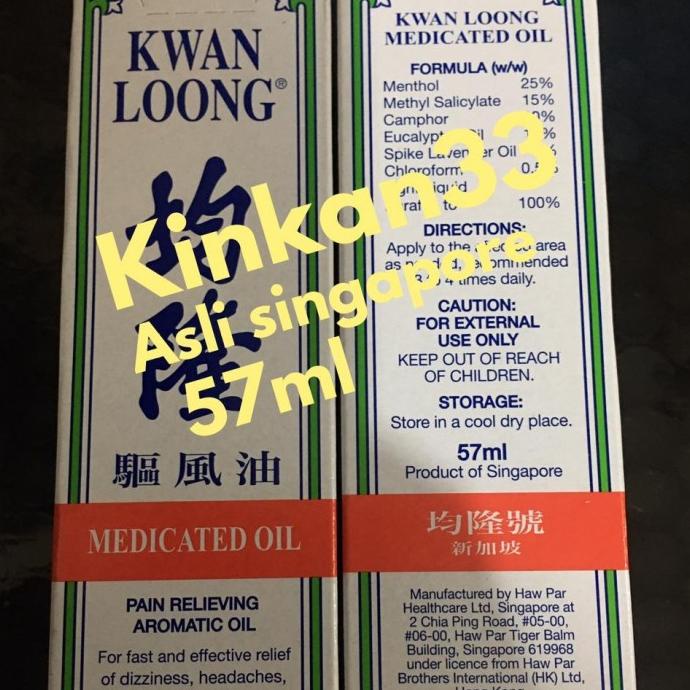 KWAN
LOONG®
均
隆
驅風油
MEDICATED OIL
PAIN RELIEVING
AROMATIC OIL
For fast and effective relief
of dizziness, headaches,
KWAN LOONG
MEDICATED OIL
FORMULA (w/w)
Menthol 25%
Methyl Salicylate 15%
Camphor
Spike Lavender Oil
Chloroform
100%
DIRECTIONS:
Apply to the area
4 times daily.
CAUTION:
FOR EXTERNAL
USE ONLY
KEEP OUT OF REACH
OF CHILDREN.
STORAGE:
Store in a cool dry place.
57ml
Product of Singapore
均隆號
新加坡
Manufactured by Haw Par
Healthcare Ltd, Singapore at
2 Chia Ping Road, #05-00,
#06-00, Haw Par Tiger Balm
Building, Singapore 619968
under licence from Haw Par
Brothers International (HK) Ltd,
Kinkan33
Asli singapore
57ml